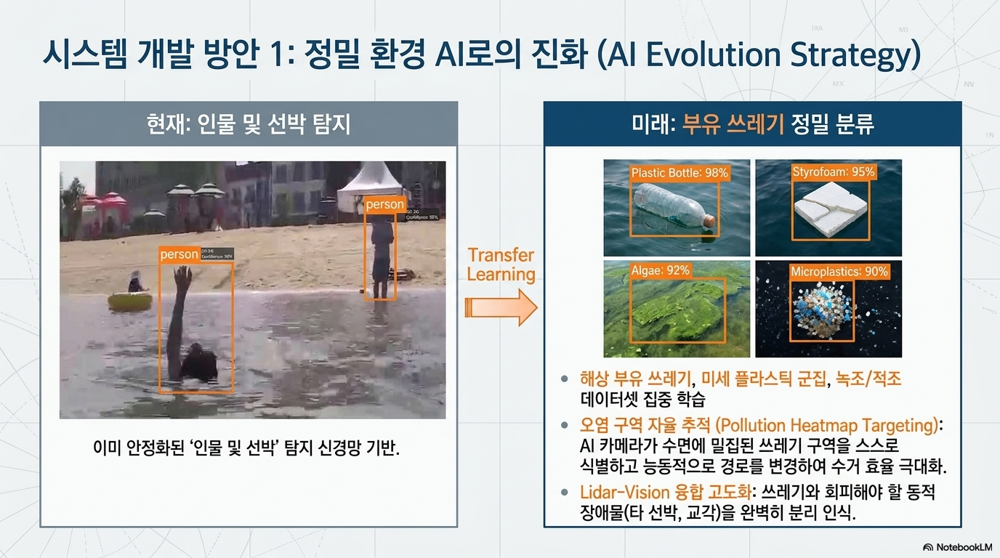 시스템 개발 방안 1: 정밀 환경 AI로의 진화 (AI Evolution Strategy)
현재: 인물 및 선박 탐지
person
person
이미 안정화된 ‘인물 및 선박’ 탐지 신경망 기반.
Transfer
Learning
미래: 부유 쓰레기 정밀 분류
Plastic Bottle: 98%
Styrofoam: 95%
Algae: 92%
Microplastics: 90%
• 해상 부유 쓰레기, 미세 플라스틱 군집, 녹조/적조
데이터셋 집중 학습
• 오염 구역 자율 추적 (Pollution Heatmap Targeting):
AI 카메라가 수면에 밀집된 쓰레기 구역을 스스로
식별하고 능동적으로 경로를 변경하여 수거 효율 극대화.
• Lidar-Vision 융합 고도화: 쓰레기와 회피해야 할 동적
장애물(타 선박, 교각)을 완벽히 분리 인식.
NotebookLM